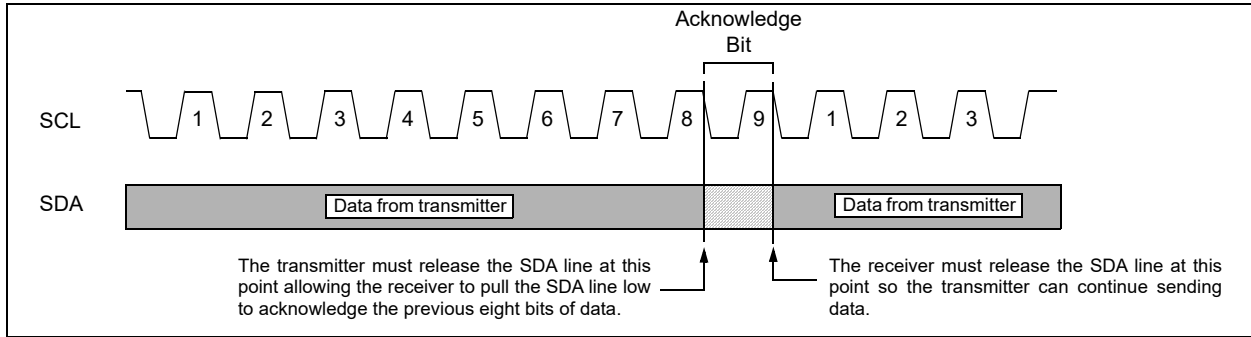 Acknowledge
Bit
SCL
1 2 3 4 5 6 7 8 9 1 2 3
SDA
Data from transmitter
Data from transmitter
The transmitter must release the SDA line at this
point allowing the receiver to pull the SDA line low
to acknowledge the previous eight bits of data.
The receiver must release the SDA line at this
point so the transmitter can continue sending
data.